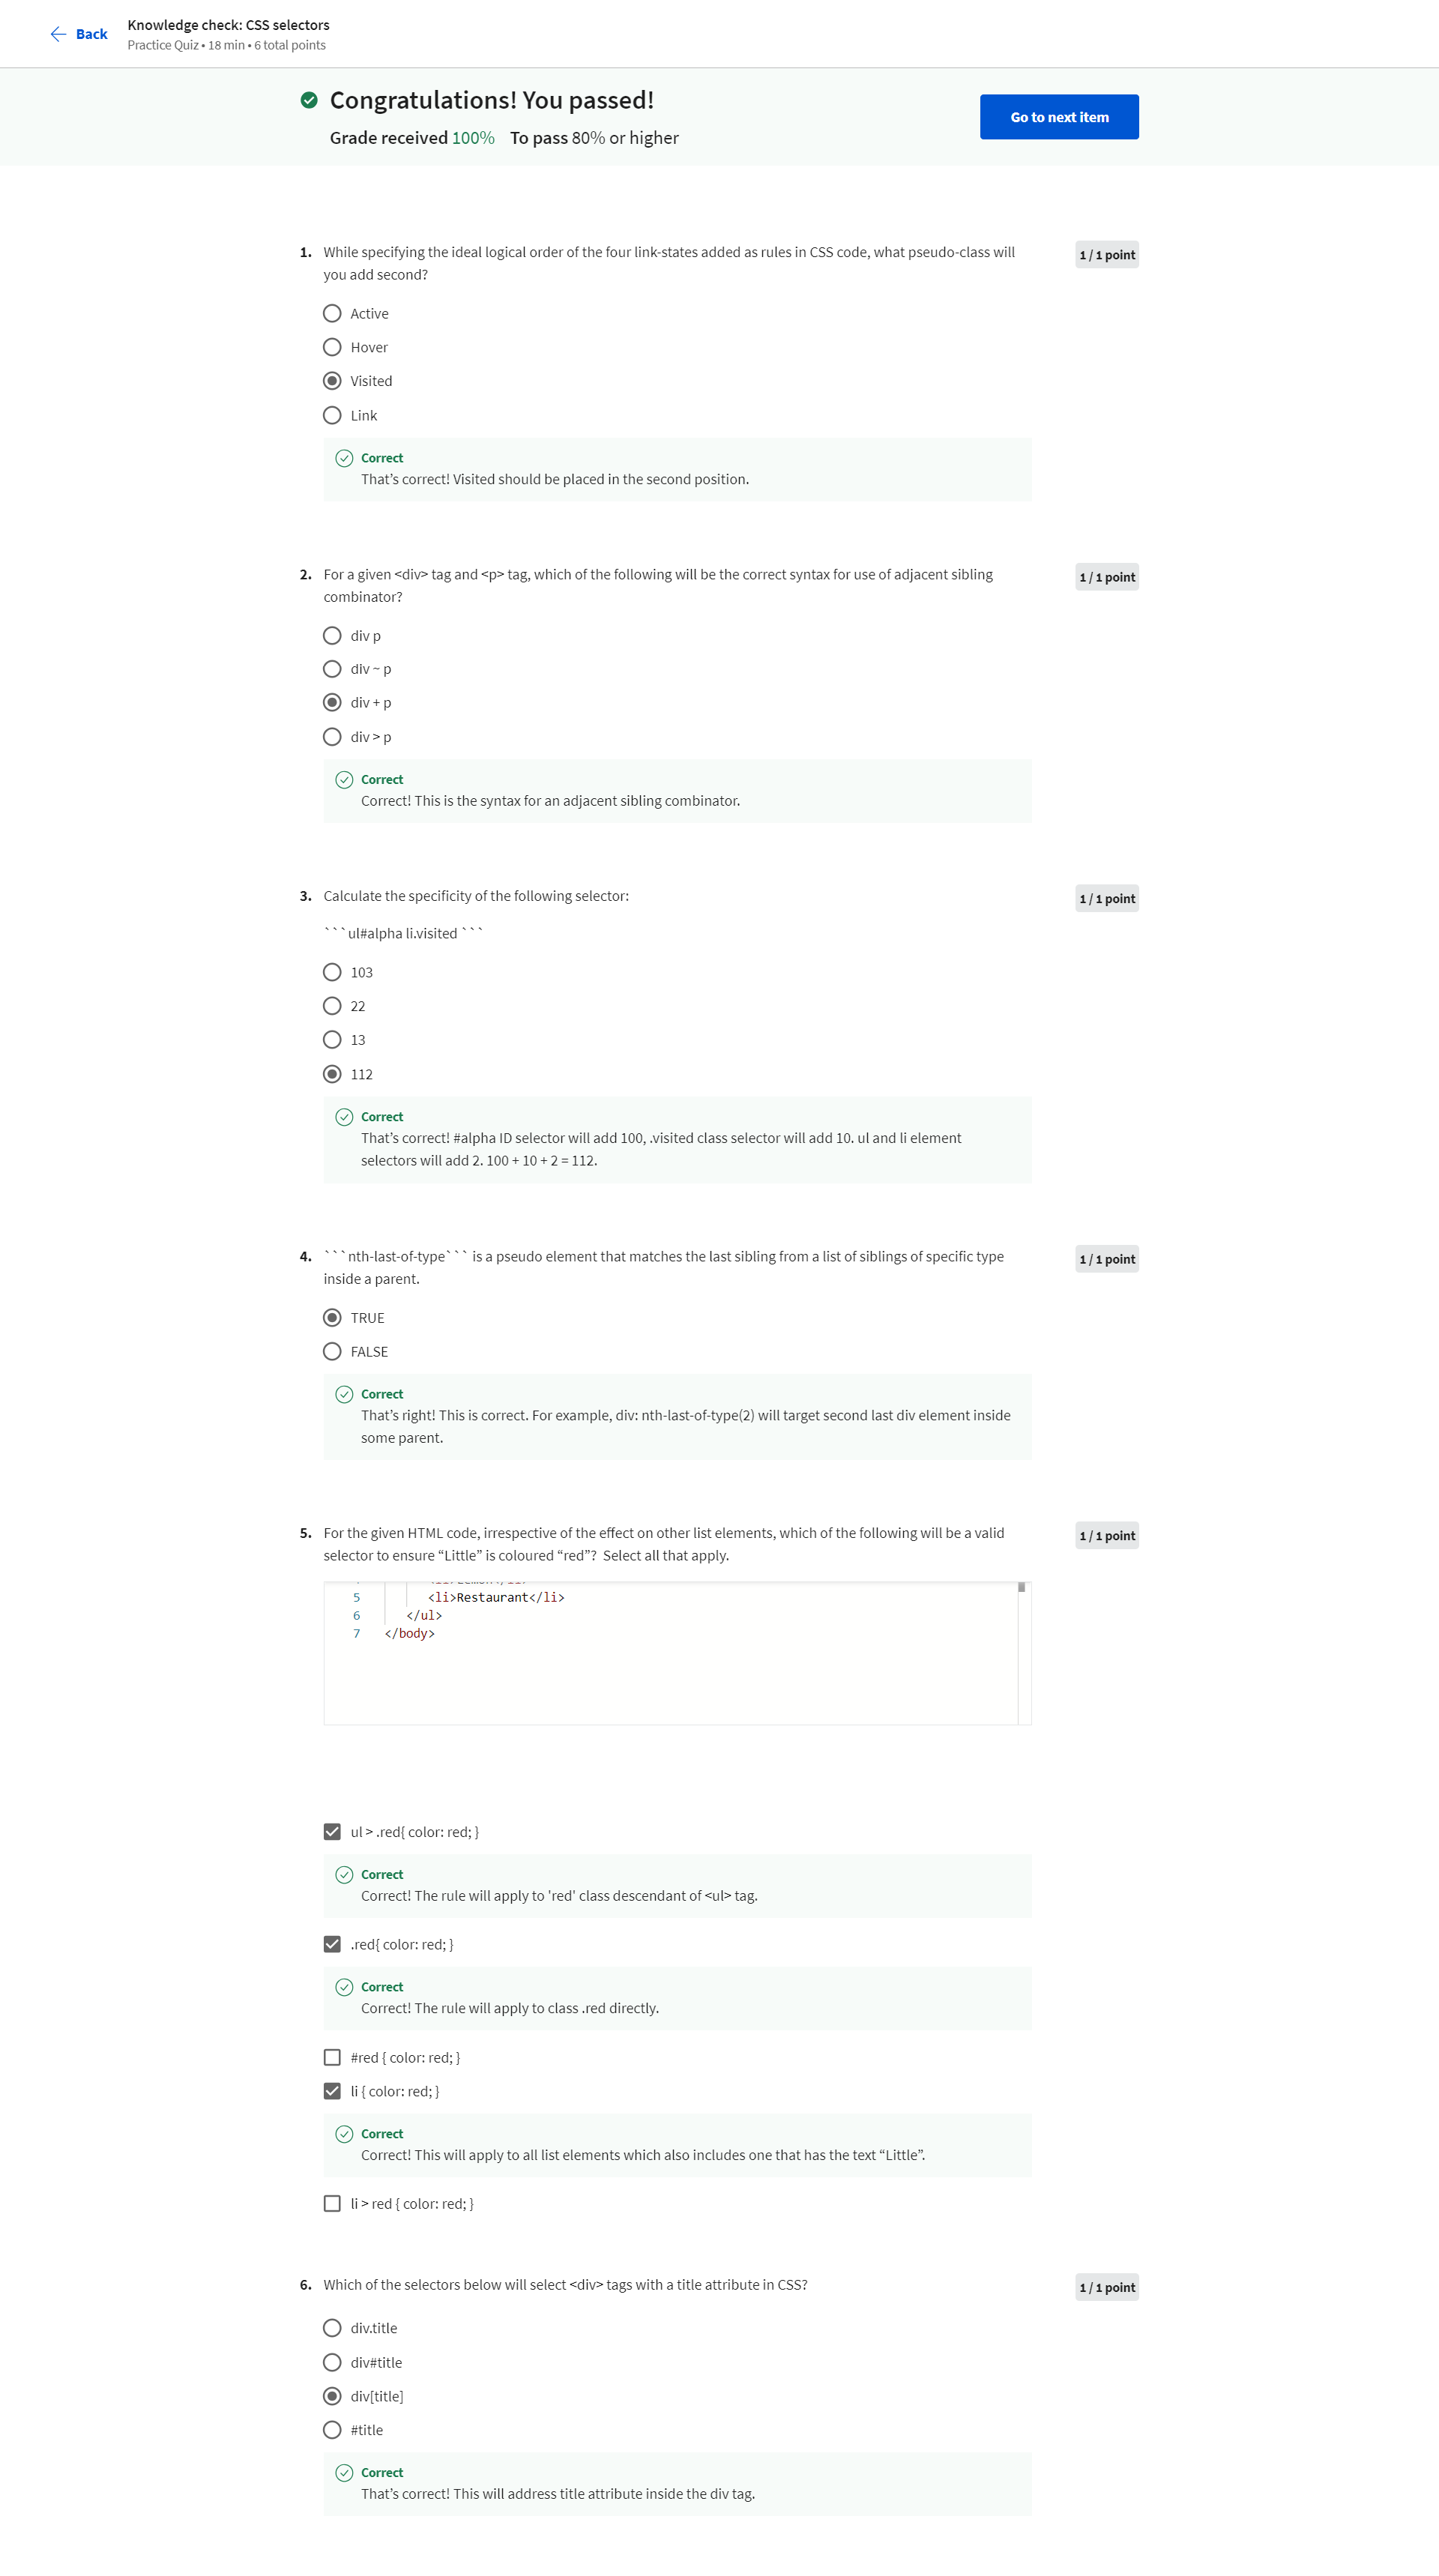 Back
Knowledge check: CSS selectors
Practice Quiz • 18 min • 6 total points
Congratulations! You passed!
Grade received 100% To pass 80% or higher
Go to next item
1. While specifying the ideal logical order of the four link-states added as rules in CSS code, what pseudo-class will
you add second?
1 / 1 point
Active
Hover
Visited
Link
Correct
That’s correct! Visited should be placed in the second position.
2. For a given <div> tag and <p> tag, which of the following will be the correct syntax for use of adjacent sibling
combinator?
1 / 1 point
div p
div ~ p
div + p
div > p
Correct
Correct! This is the syntax for an adjacent sibling combinator.
3. Calculate the specificity of the following selector:
1 / 1 point
```ul#alpha li.visited ```
103
22
13
112
Correct
That’s correct! #alpha ID selector will add 100, .visited class selector will add 10. ul and li element
selectors will add 2. 100 + 10 + 2 = 112.
4. ```nth-last-of-type``` is a pseudo element that matches the last sibling from a list of siblings of specific type
inside a parent.
1 / 1 point
TRUE
FALSE
Correct
That’s right! This is correct. For example, div: nth-last-of-type(2) will target second last div element inside
some parent.
5. For the given HTML code, irrespective of the effect on other list elements, which of the following will be a valid
selector to ensure “Little” is coloured “red”? Select all that apply.
1 / 1 point
5 <li>Restaurant</li>
6 </ul>
7 </body>
ul > .red{ color: red; }
Correct
Correct! The rule will apply to 'red' class descendant of <ul> tag.
.red{ color: red; }
Correct
Correct! The rule will apply to class .red directly.
#red { color: red; }
li { color: red; }
Correct
Correct! This will apply to all list elements which also includes one that has the text “Little”.
li > red { color: red; }
6. Which of the selectors below will select <div> tags with a title attribute in CSS?
1 / 1 point
div.title
div#title
div[title]
#title
Correct
That’s correct! This will address title attribute inside the div tag.